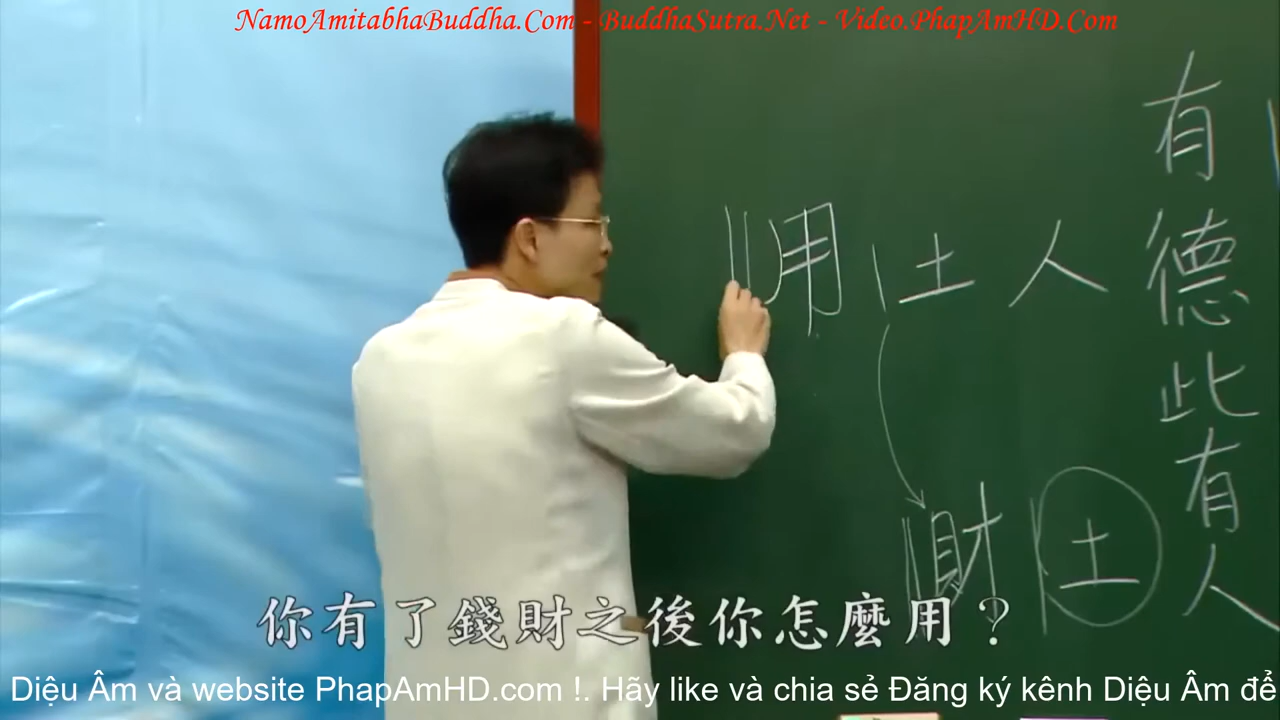 NamoAmitabhaBuddha.Com - BuddhaSutra.Net - Video.PhapAmHD.Com
有德此有人
人
土
用
財
土
你有了錢財之後你怎麼用？
Diệu Âm và website PhapAmHD.com !. Hãy like và chia sẻ Đăng ký kênh Diệu Âm để